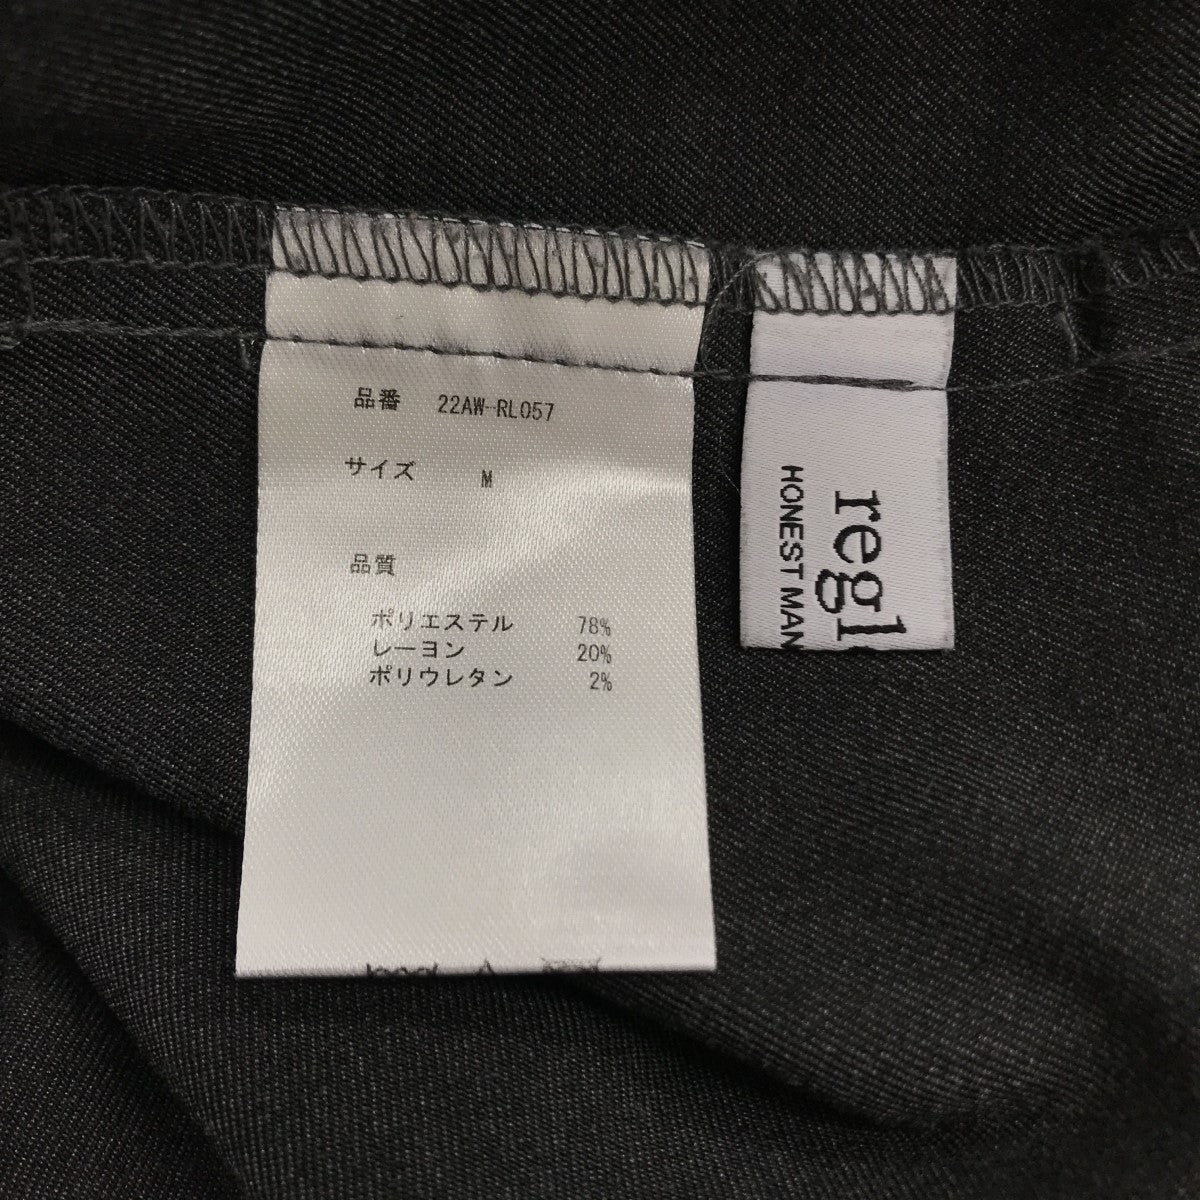 品番 22AW-RL057
サイズ M
品質
ポリエステル 78%
レーヨン 20%
ポリウレタン 2%
regl
HONEST MAN